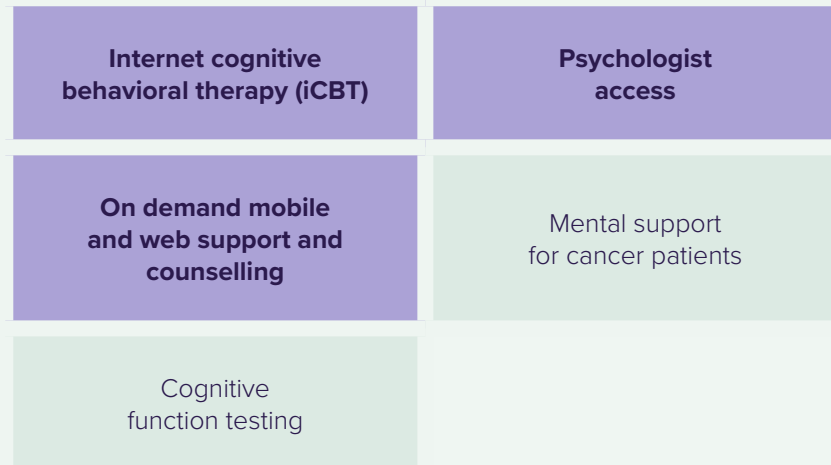 Internet cognitive
behavioral therapy (iCBT)
Psychologist
access
On demand mobile
and web support and
counselling
Mental support
for cancer patients
Cognitive
function testing